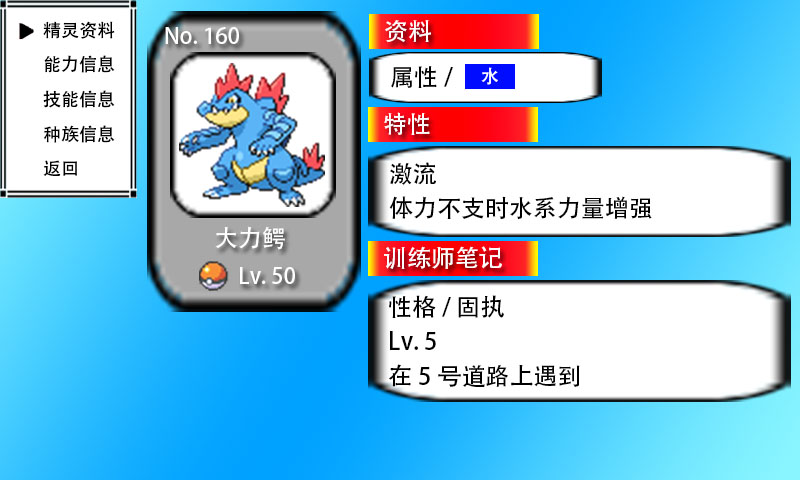 精灵资料
能力信息
技能信息
种族信息
返回
No. 160
大力鳄
Lv. 50
资料
属性 / 水
特性
激流
体力不支时水系力量增强
训练师笔记
性格 / 固执
Lv. 5
在 5 号道路上遇到